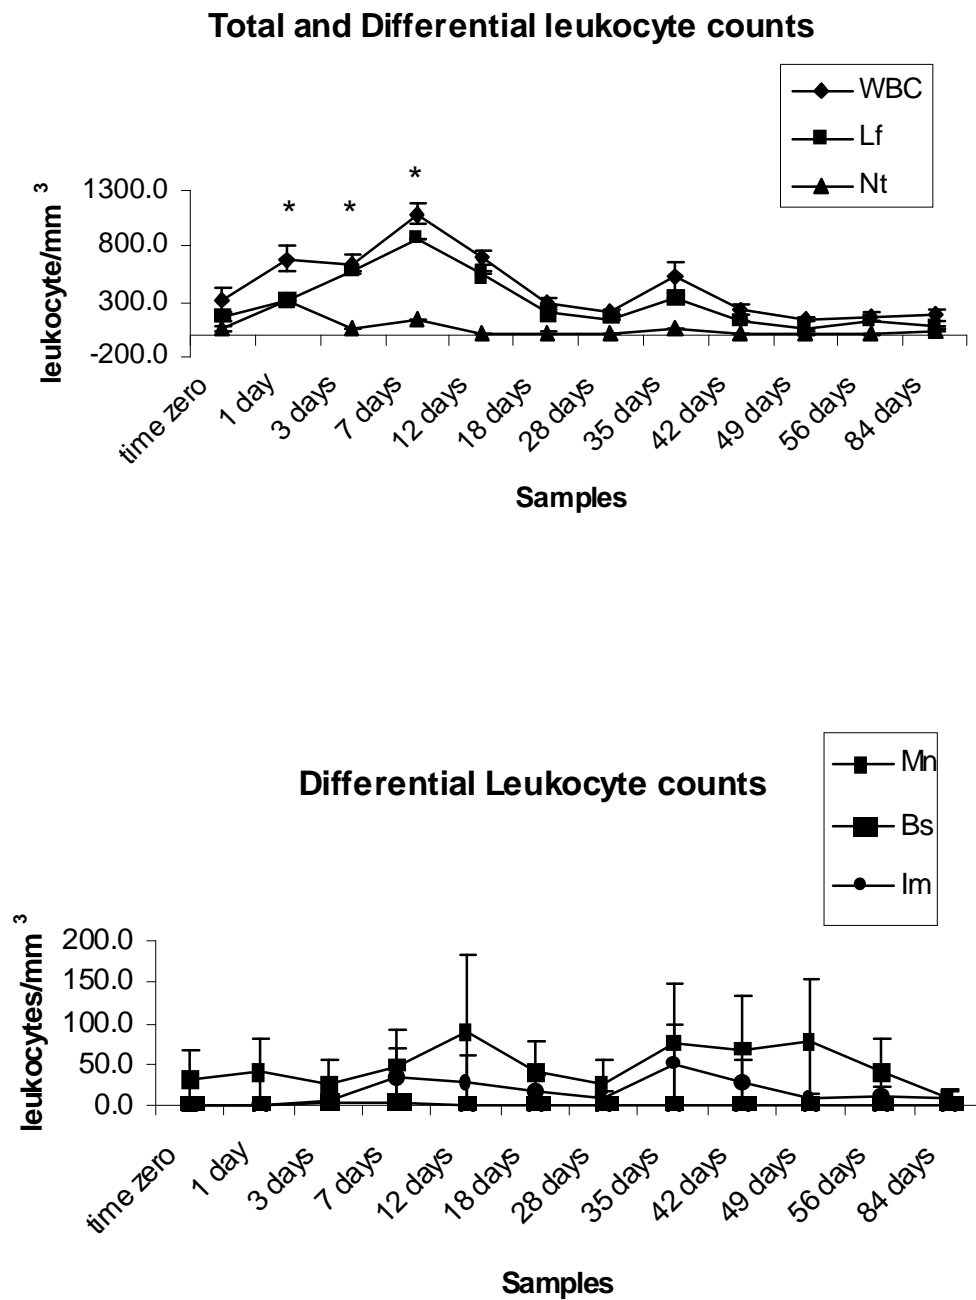 Total and Differential leukocyte counts
WBC
Lf
Nt
leukocyte/mm 3
1300.0
800.0
300.0
-200.0
* * *
time zero
1 day
3 days
7 days
12 days
18 days
28 days
35 days
42 days
49 days
56 days
84 days
Samples
Differential Leukocyte counts
Mn
Bs
Im
leukocytes/mm 3
200.0
150.0
100.0
50.0
0.0
time zero
1 day
3 days
7 days
12 days
18 days
28 days
35 days
42 days
49 days
56 days
84 days
Samples